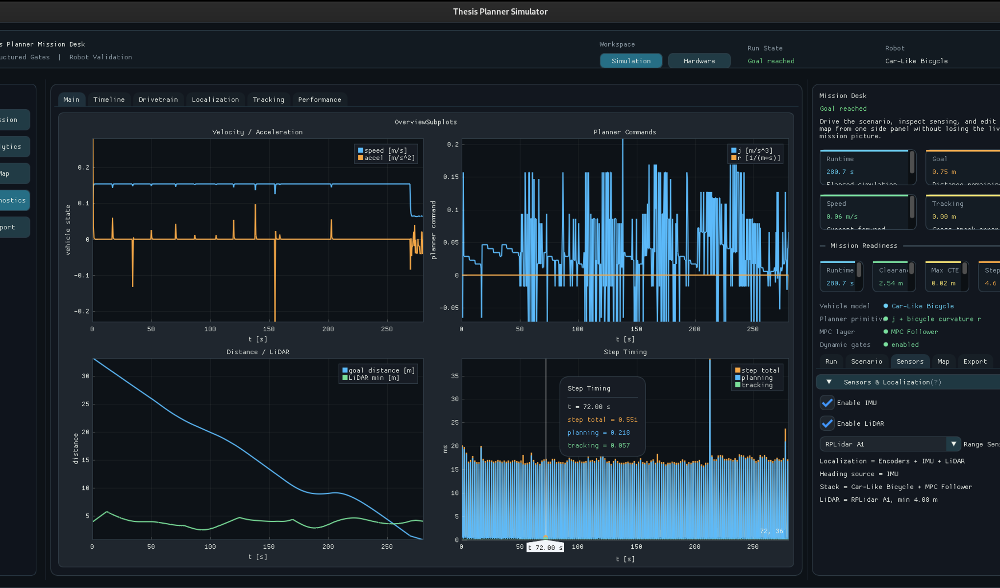 Thesis Planner Simulator
s Planner Mission Desk
uctured Gates | Robot Validation
Workspace
Simulation Hardware
Run State
Goal reached
Robot
Car-Like Bicycle
ssion
lytics
Map
nostics
port
Main Timeline Drivetrain Localization Tracking Performance
OverviewSubplots
Velocity / Acceleration
speed [m/s]
accel [m/s^2]
vehicle state
0.2
0.1
0
-0.1
-0.2
0 50 100 150 200 250
t [s]
Planner Commands
j [m/s^3]
r [1/(m*s)]
planner command
0.2
0.15
0.1
0.05
0
-0.05
0 50 100 150 200 250
t [s]
Distance / LiDAR
goal distance [m]
LiDAR min [m]
distance
30
25
20
15
10
5
0 50 100 150 200 250
t [s]
Step Timing
step total
planning
tracking
ms
35
30
25
20
15
10
5
0
Step Timing
t = 72.00 s
step total = 0.551
planning = 0.218
tracking = 0.057
72, 36
0 50 100 150 200 250
t 72.00 s
t [s]
Mission Desk
Goal reached
Drive the scenario, inspect sensing, and edit
map from one side panel without losing the liv
mission picture.
Runtime
280.7 s
Elapsed simulation
Goal
0.75 m
Distance remainin
Speed
0.06 m/s
Current forward
Tracking
0.00 m
Cross track error
Mission Readiness
Runtime
280.7 s
Clearan
2.54 m
Max CTE
0.02 m
Step
4.6
Vehicle model Car-Like Bicycle
Planner primitive j + bicycle curvature r
MPC layer MPC Follower
Dynamic gates enabled
Run Scenario Sensors Map Export
Sensors & Localization(?)
Enable IMU
Enable LiDAR
RPLidar A1 Range Sen
Localization = Encoders + IMU + LiDAR
Heading source = IMU
Stack = Car-Like Bicycle + MPC Follower
LiDAR = RPLidar A1, min 4.08 m